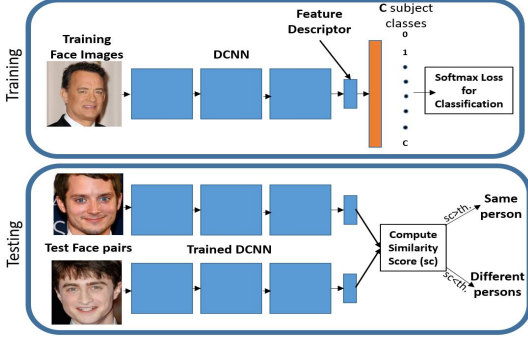 Training
Training
Face Images
DCNN
Feature
Descriptor
C subject
classes
0
1
C
Softmax Loss
for
Classification
Testing
Test Face pairs
Trained DCNN
Compute
Similarity
Score (sc)
sc>th.
sc<th.
Same
person
Different
persons